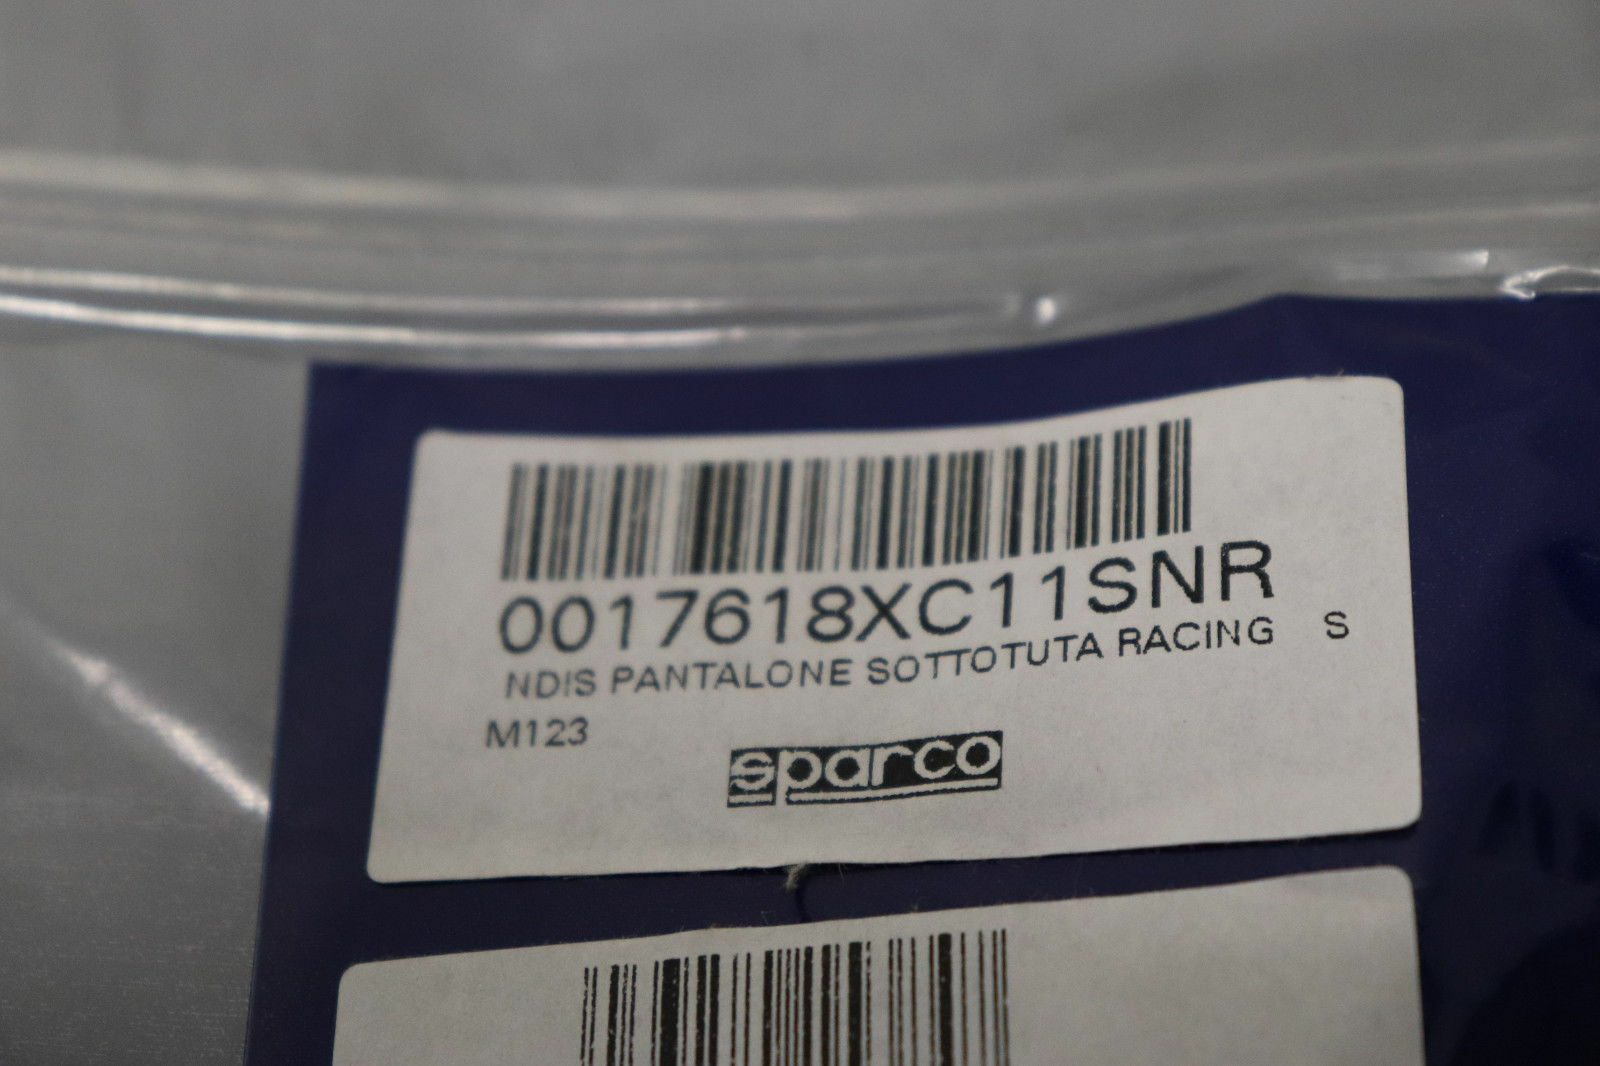 0017618XC11SNR
NDIS PANTALONE SOTTOTUTA RACING S
M123
sparco